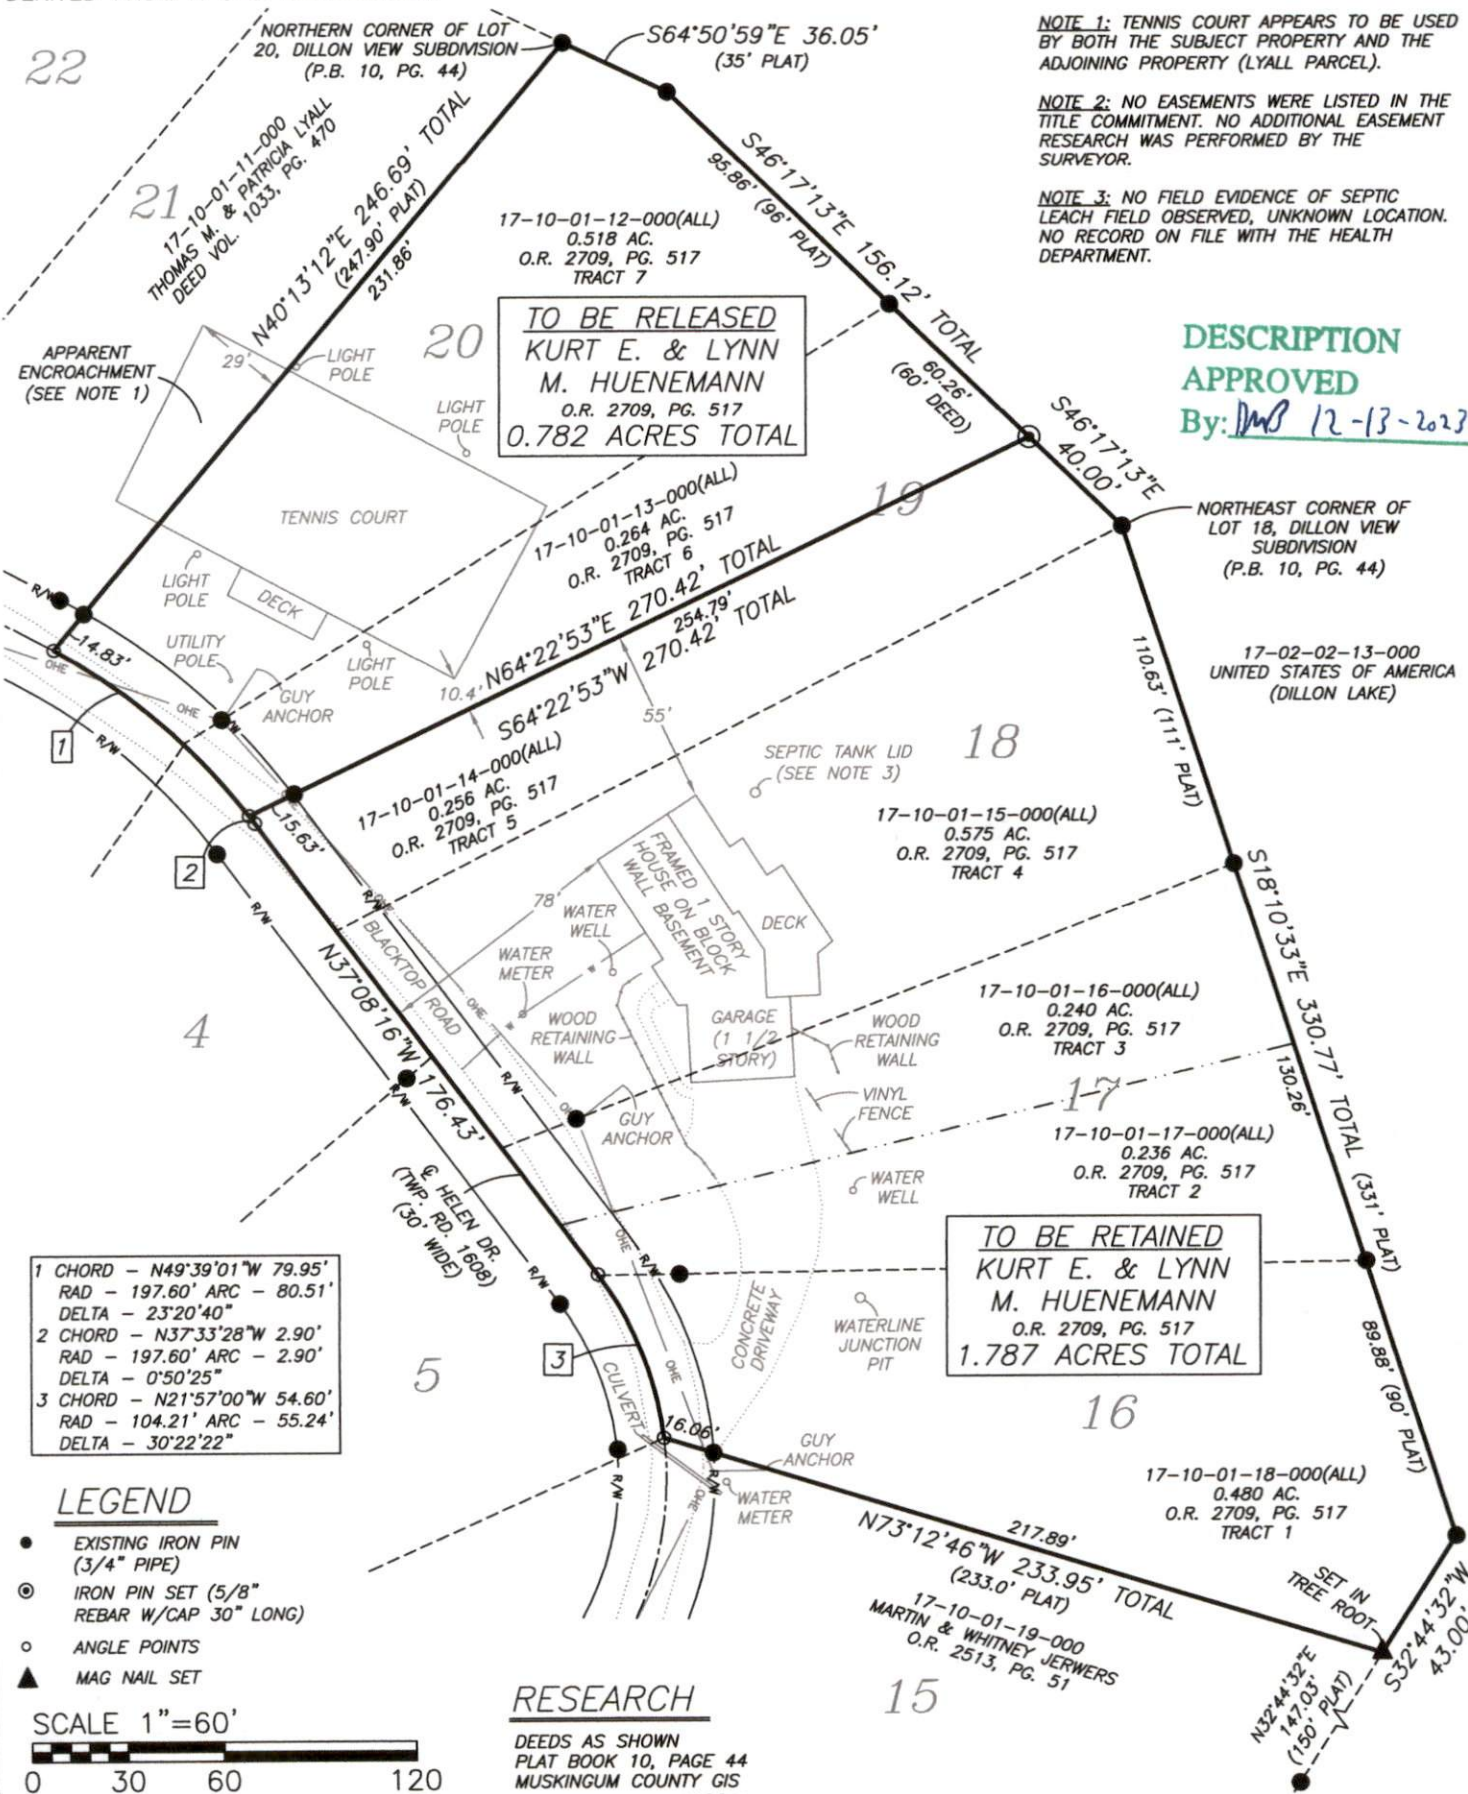 22
NORTHERN CORNER OF LOT
20, DILLON VIEW SUBDIVISION
(P.B. 10, PG. 44)
S64°50'59"E 36.05'
(35' PLAT)
NOTE 1: TENNIS COURT APPEARS TO BE USED
BY BOTH THE SUBJECT PROPERTY AND THE
ADJOINING PROPERTY (LYALL PARCEL).
NOTE 2: NO EASEMENTS WERE LISTED IN THE
TITLE COMMITMENT. NO ADDITIONAL EASEMENT
RESEARCH WAS PERFORMED BY THE
SURVEYOR.
NOTE 3: NO FIELD EVIDENCE OF SEPTIC
LEACH FIELD OBSERVED, UNKNOWN LOCATION.
NO RECORD ON FILE WITH THE HEALTH
DEPARTMENT.
21
17-10-01-11-000
THOMAS M. & PATRICIA LYALL
DEED VOL. 1033, PG. 470
N40°13'12"E 246.69' TOTAL
(247.90' PLAT)
231.86'
S46°17'13"E 156.12' TOTAL
95.86' (96' PLAT)
60.26'
(60' DEED)
17-10-01-12-000(ALL)
0.518 AC.
O.R. 2709, PG. 517
TRACT 7
20
TO BE RELEASED
KURT E. & LYNN
M. HUENEMANN
O.R. 2709, PG. 517
0.782 ACRES TOTAL
DESCRIPTION
APPROVED
By: 12-13-2023
APPARENT
ENCROACHMENT
(SEE NOTE 1)
29'
LIGHT
POLE
LIGHT
POLE
TENNIS COURT
S46°17'13"E
40.00'
NORTHEAST CORNER OF
LOT 18, DILLON VIEW
SUBDIVISION
(P.B. 10, PG. 44)
19
17-10-01-13-000(ALL)
0.264 AC.
O.R. 2709, PG. 517
TRACT 6
R/W
LIGHT
POLE
DECK
UTILITY
POLE
LIGHT
POLE
GUY
ANCHOR
14.83'
OHE
OHE
R/W
10.4'
N64°22'53"E 270.42' TOTAL
254.79'
S64°22'53"W 270.42' TOTAL
17-02-02-13-000
UNITED STATES OF AMERICA
(DILLON LAKE)
110.63' (111' PLAT)
1
R/W
55'
17-10-01-14-000(ALL)
0.256 AC.
O.R. 2709, PG. 517
TRACT 5
SEPTIC TANK LID
(SEE NOTE 3)
18
15.63'
2
R/W
17-10-01-15-000(ALL)
0.575 AC.
O.R. 2709, PG. 517
TRACT 4
FRAMED 1 STORY
HOUSE ON BLOCK
WALL BASEMENT
DECK
78'
WATER
WELL
WATER
METER
R/W
BLACKTOP ROAD
N37°08'16"W 176.43'
OHE
S18°10'33"E 330.77' TOTAL (331' PLAT)
4
WOOD
RETAINING
WALL
GARAGE
(1 1/2
STORY)
WOOD
RETAINING
WALL
17-10-01-16-000(ALL)
0.240 AC.
O.R. 2709, PG. 517
TRACT 3
130.26'
R/W
R/W
GUY
ANCHOR
VINYL
FENCE
17
17-10-01-17-000(ALL)
0.236 AC.
O.R. 2709, PG. 517
TRACT 2
WATER
WELL
℄ HELEN DR.
(TWP. RD. 1608)
(30' WIDE)
OHE
R/W
R/W
TO BE RETAINED
KURT E. & LYNN
M. HUENEMANN
O.R. 2709, PG. 517
1.787 ACRES TOTAL
1 CHORD - N49°39'01"W 79.95'
RAD - 197.60' ARC - 80.51'
DELTA - 23°20'40"
2 CHORD - N37°33'28"W 2.90'
RAD - 197.60' ARC - 2.90'
DELTA - 0°50'25"
3 CHORD - N21°57'00"W 54.60'
RAD - 104.21' ARC - 55.24'
DELTA - 30°22'22"
CONCRETE
DRIVEWAY
WATERLINE
JUNCTION
PIT
89.88' (90' PLAT)
3
5
OHE
CULVERT
16.06'
16
GUY
ANCHOR
R/W
R/W
OHE
WATER
METER
17-10-01-18-000(ALL)
0.480 AC.
O.R. 2709, PG. 517
TRACT 1
217.89'
N73°12'46"W 233.95' TOTAL
(233.0' PLAT)
17-10-01-19-000
MARTIN & WHITNEY JERWERS
O.R. 2513, PG. 51
SET IN
TREE ROOT
S32°44'32"W
43.00'
N32°44'32"E
147.03'
(150' PLAT)
15
LEGEND
EXISTING IRON PIN
(3/4" PIPE)
IRON PIN SET (5/8"
REBAR W/CAP 30" LONG)
ANGLE POINTS
MAG NAIL SET
SCALE 1"=60'
0 30 60 120
RESEARCH
DEEDS AS SHOWN
PLAT BOOK 10, PAGE 44
MUSKINGUM COUNTY GIS